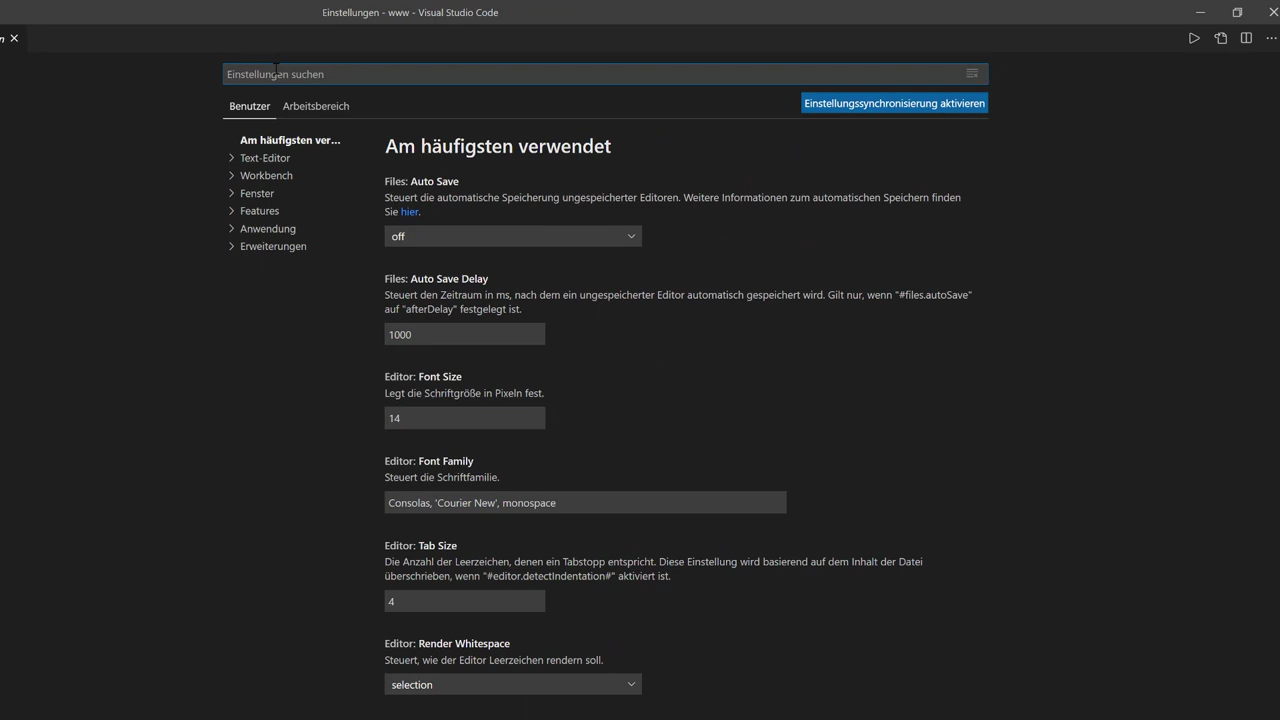 Einstellungen - www - Visual Studio Code
n
Einstellungen suchen
Benutzer Arbeitsbereich
Einstellungssynchronisierung aktivieren
Am häufigsten ver...
Text-Editor
Workbench
Fenster
Features
Anwendung
Erweiterungen
Am häufigsten verwendet
Files: Auto Save
Steuert die automatische Speicherung ungespeicherter Editoren. Weitere Informationen zum automatischen Speichern finden
Sie hier.
off
Files: Auto Save Delay
Steuert den Zeitraum in ms, nach dem ein ungespeicherter Editor automatisch gespeichert wird. Gilt nur, wenn "#files.autoSave"
auf "afterDelay" festgelegt ist.
1000
Editor: Font Size
Legt die Schriftgröße in Pixeln fest.
14
Editor: Font Family
Steuert die Schriftfamilie.
Consolas, 'Courier New', monospace
Editor: Tab Size
Die Anzahl der Leerzeichen, denen ein Tabstopp entspricht. Diese Einstellung wird basierend auf dem Inhalt der Datei
überschrieben, wenn "#editor.detectIndentation#" aktiviert ist.
4
Editor: Render Whitespace
Steuert, wie der Editor Leerzeichen rendern soll.
selection